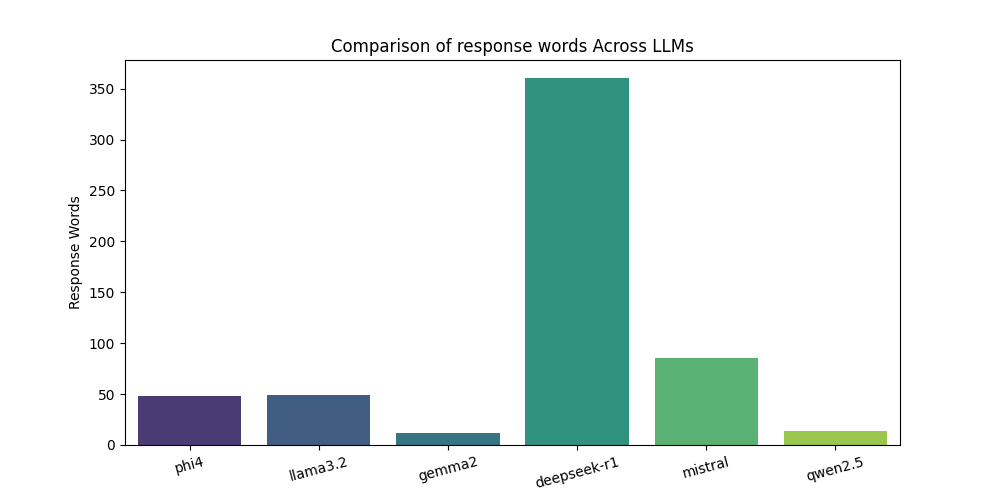 Comparison of response words Across LLMs
Response Words
350
300
250
200
150
100
50
0
phi4
llama3.2
gemma2
deepseek-r1
mistral
qwen2.5